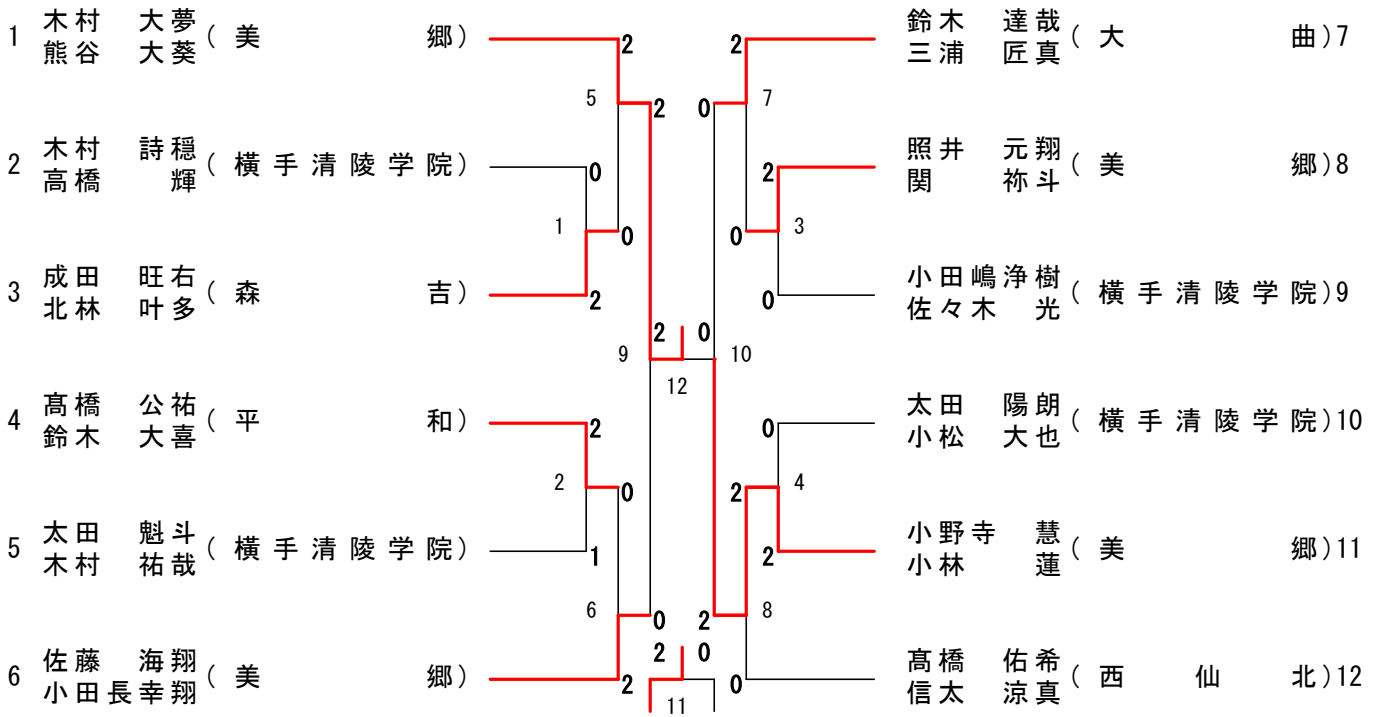 1 木村 大夢 熊谷 大葵 (美郷)
2 木村 詩穏 高橋 輝 (横手清陵学院)
3 成田 旺右 北林 叶多 (森吉)
4 髙橋 公祐 鈴木 大喜 (平和)
5 太田 魁斗 木村 祐哉 (横手清陵学院)
6 佐藤 海翔 小田長幸翔 (美郷)
2
5
2
0
1
0
2
9
2
2
2
0
1
6
0
2
2 0
12
2 0
11
2
7
0
2
0
3
0
10
0
2
4
2
2
8
0
鈴木 達哉 三浦 匠真 (大曲) 7
照井 元翔 関 祢斗 (美郷) 8
小田嶋浄樹 佐々木 光 (横手清陵学院) 9
太田 陽朗 小松 大也 (横手清陵学院) 10
小野寺 慧 小林 蓮 (美郷) 11
髙橋 佑希 信太 涼真 (西仙北) 12